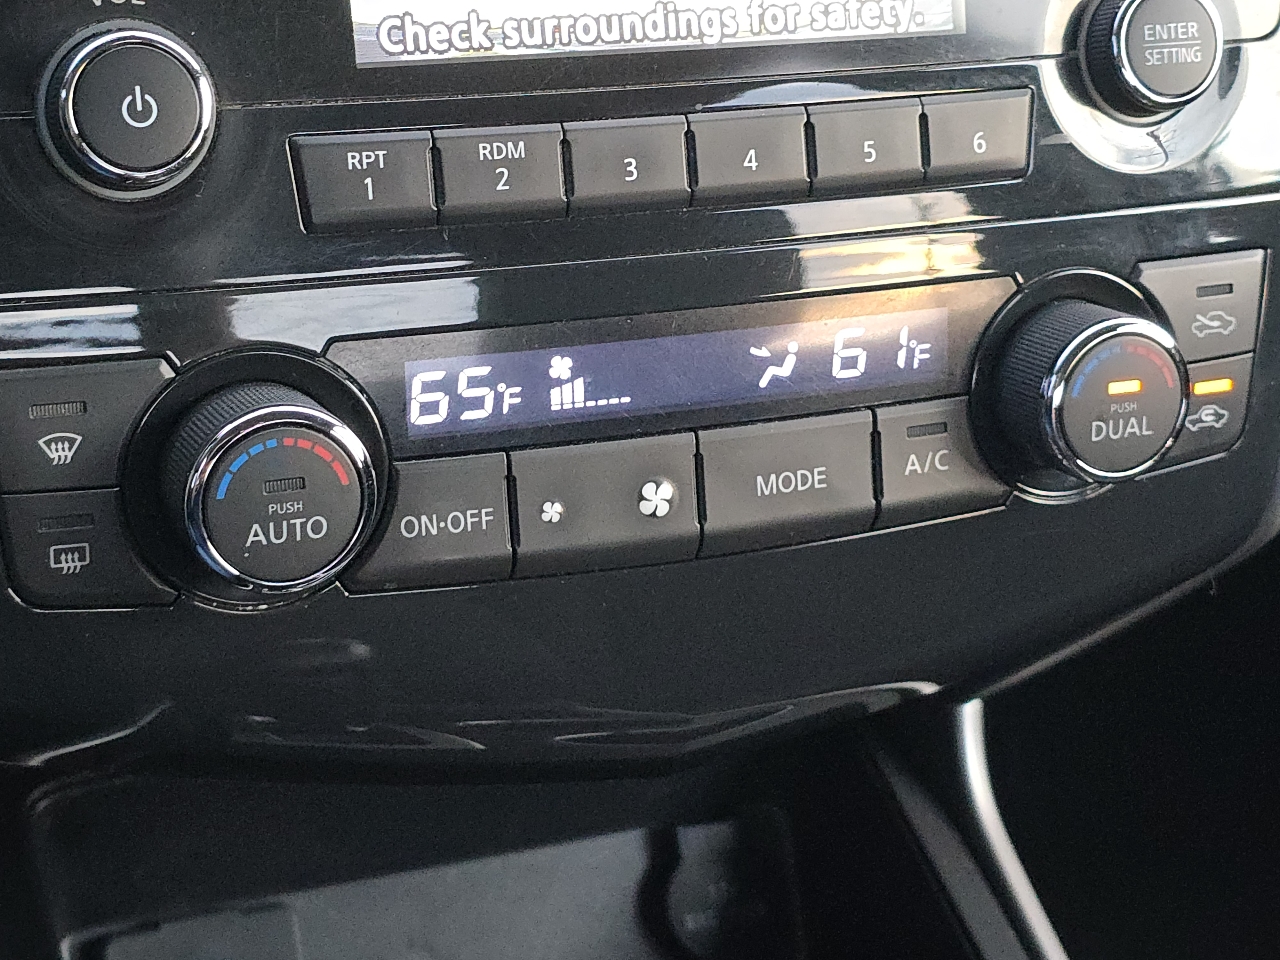 VOL
Check surroundings for safety.
ENTER
SETTING
RPT
1
RDM
2
3
4
5
6
65°F
61°F
PUSH
AUTO
ON•OFF
MODE
A/C
PUSH
DUAL